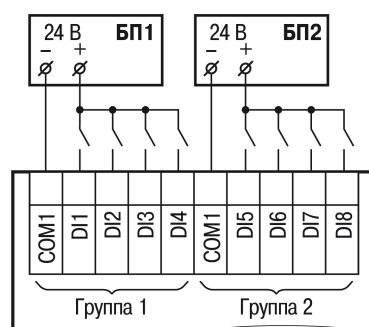 24 В БП1
− +
24 В БП2
− +
COM1 DI1 DI2 DI3 DI4 COM1 DI5 DI6 DI7 DI8
Группа 1 Группа 2